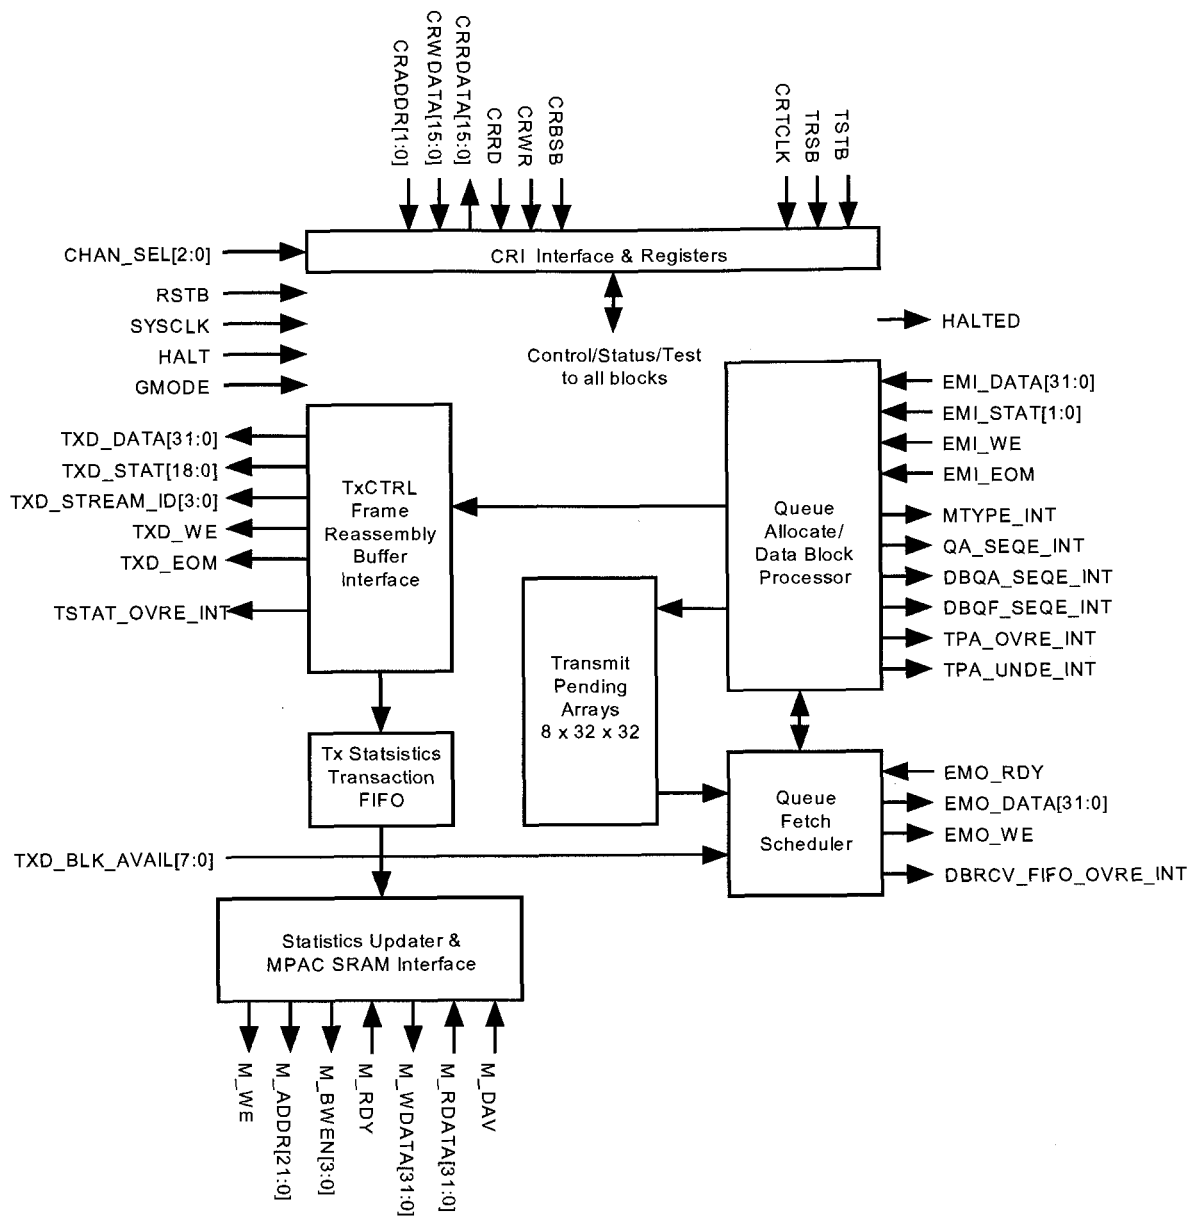 CRADDR[1:0]
CRWDATA[15:0]
CRRDATA[15:0]
CRRD
CRWR
CRBSB
CRTCLK
TRSB
TSTB
CHAN_SEL[2:0]
CRI Interface & Registers
RSTB
SYSCLK
HALT
GMODE
Control/Status/Test
to all blocks
HALTED
TXD_DATA[31:0]
TXD_STAT[18:0]
TXD_STREAM_ID[3:0]
TXD_WE
TXD_EOM
TSTAT_OVRE_INT
TxCTRL
Frame
Reassembly
Buffer
Interface
Queue
Allocate/
Data Block
Processor
EMI_DATA[31:0]
EMI_STAT[1:0]
EMI_WE
EMI_EOM
MTYPE_INT
QA_SEQE_INT
DBQA_SEQE_INT
DBQF_SEQE_INT
TPA_OVRE_INT
TPA_UNDE_INT
Transmit
Pending
Arrays
8 x 32 x 32
Tx Statsistics
Transaction
FIFO
Queue
Fetch
Scheduler
EMO_RDY
EMO_DATA[31:0]
EMO_WE
DBRCV_FIFO_OVRE_INT
TXD_BLK_AVAIL[7:0]
Statistics Updater &
MPAC SRAM Interface
M_WE
M_ADDR[21:0]
M_BWEN[3:0]
M_RDY
M_WDATA[31:0]
M_RDATA[31:0]
M_DAV